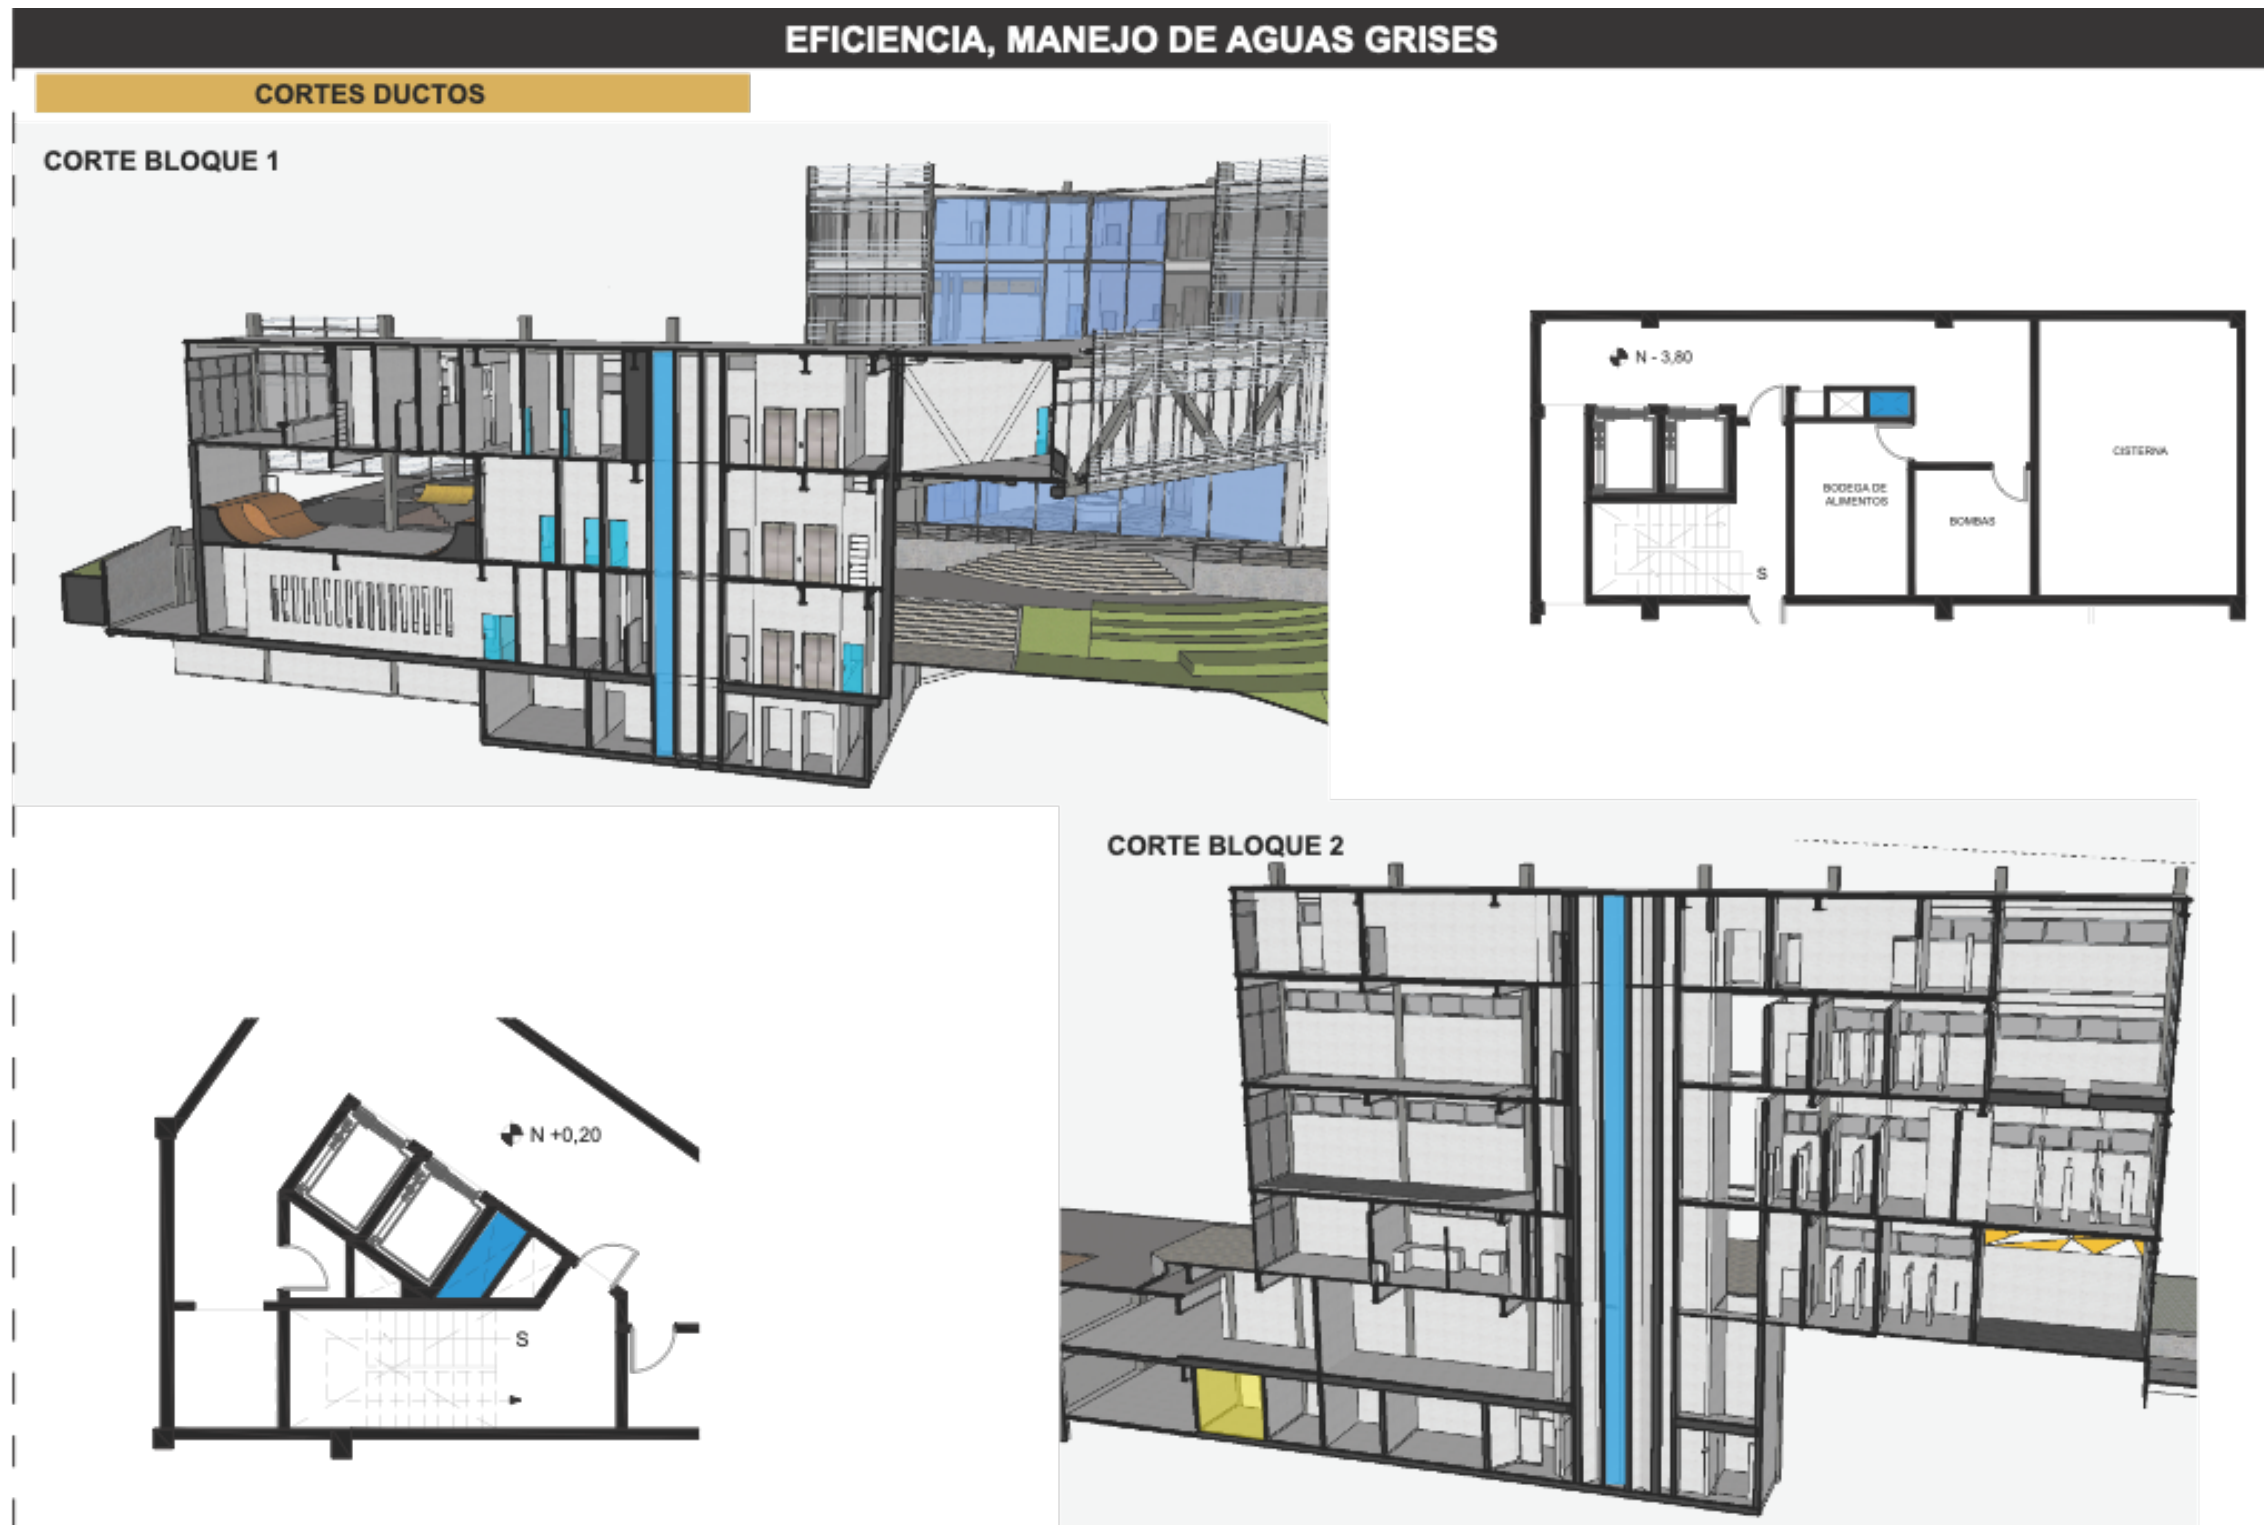 EFICIENCIA, MANEJO DE AGUAS GRISES
CORTES DUCTOS
CORTE BLOQUE 1
N - 3,80
CISTERNA
BODEGA DE
ALIMENTOS
BOMBAS
S
CORTE BLOQUE 2
N +0,20
S